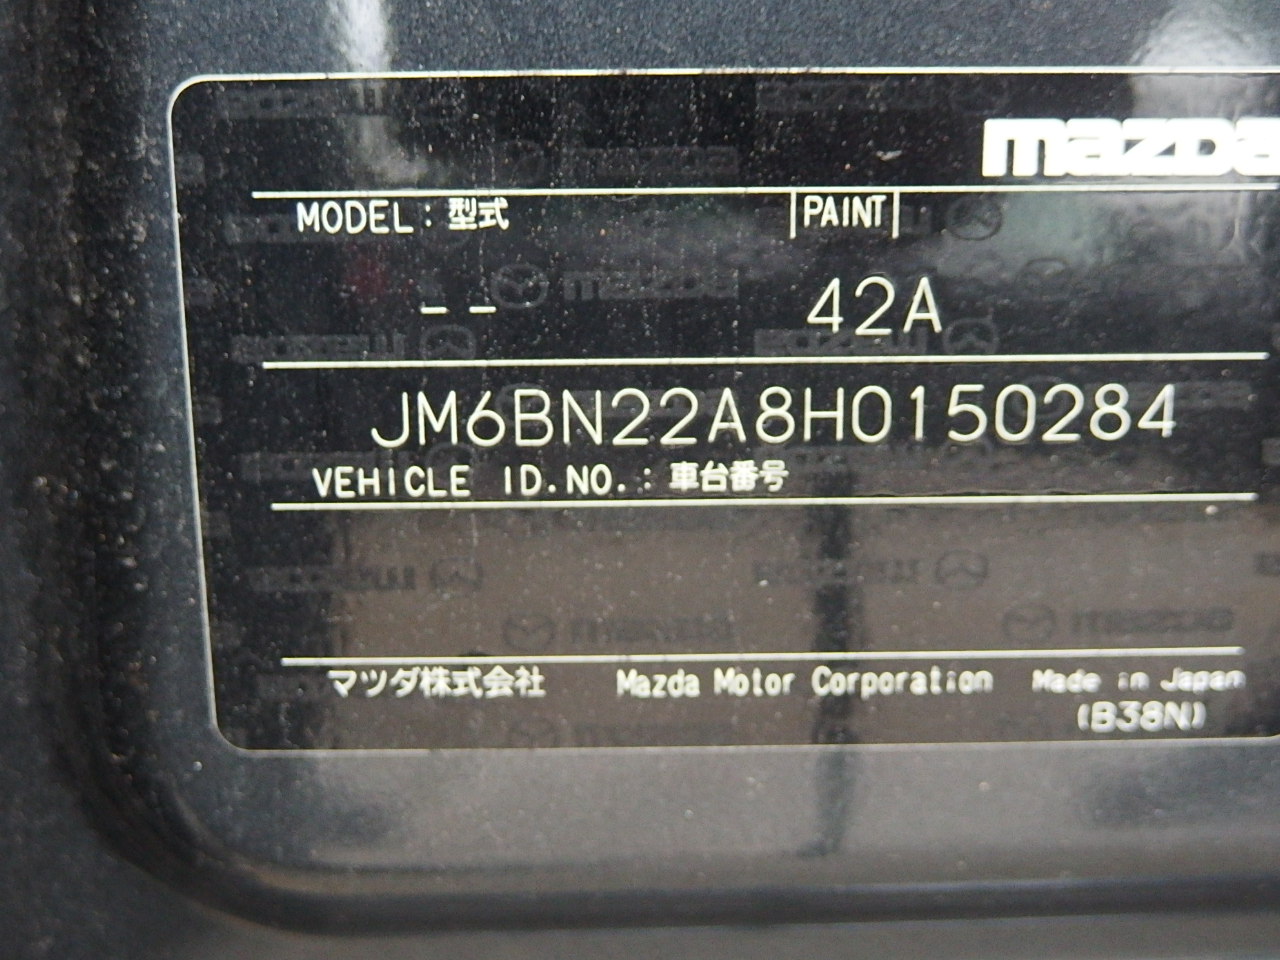 mazda
MODEL：型式 PAINT
-- 42A
JM6BN22A8H0150284
VEHICLE ID.NO.：車台番号
マツダ株式会社 Mazda Motor Corporation Made in Japan
(B38N)